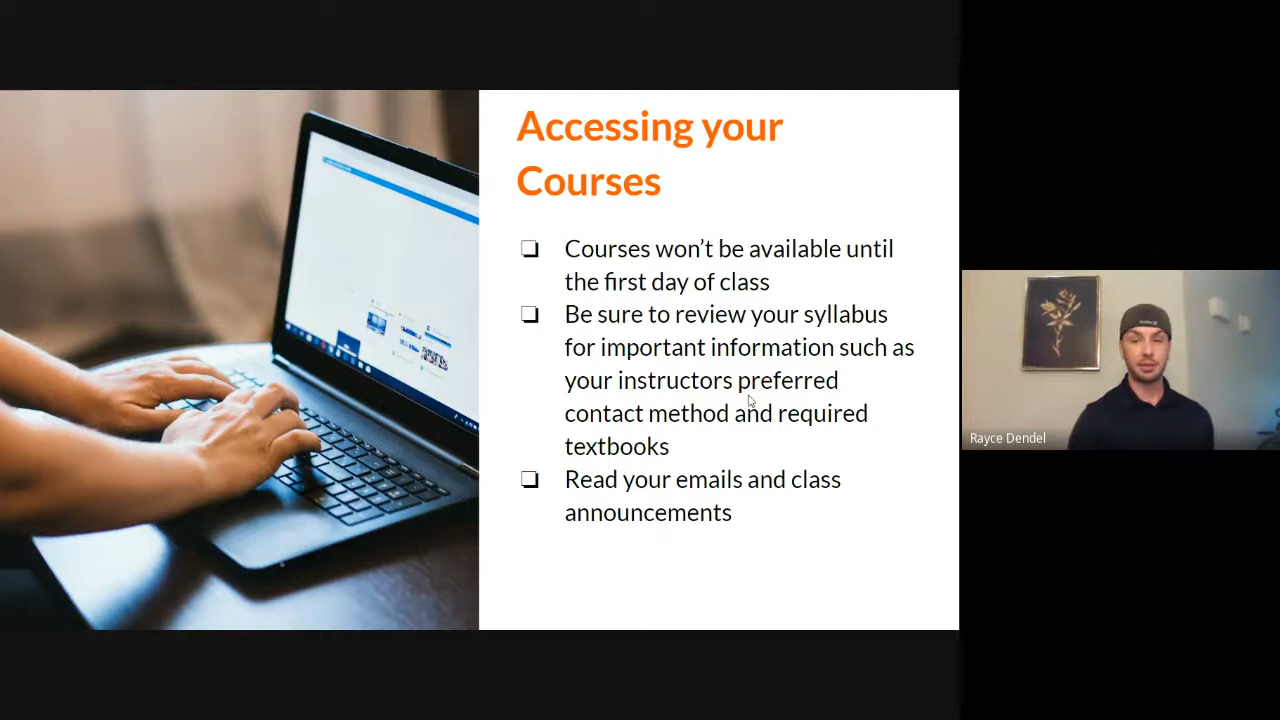 Accessing your
Courses
Courses won't be available until
the first day of class
Be sure to review your syllabus
for important information such as
your instructors preferred
contact method and required
textbooks
Read your emails and class
announcements
Rayce Dendel